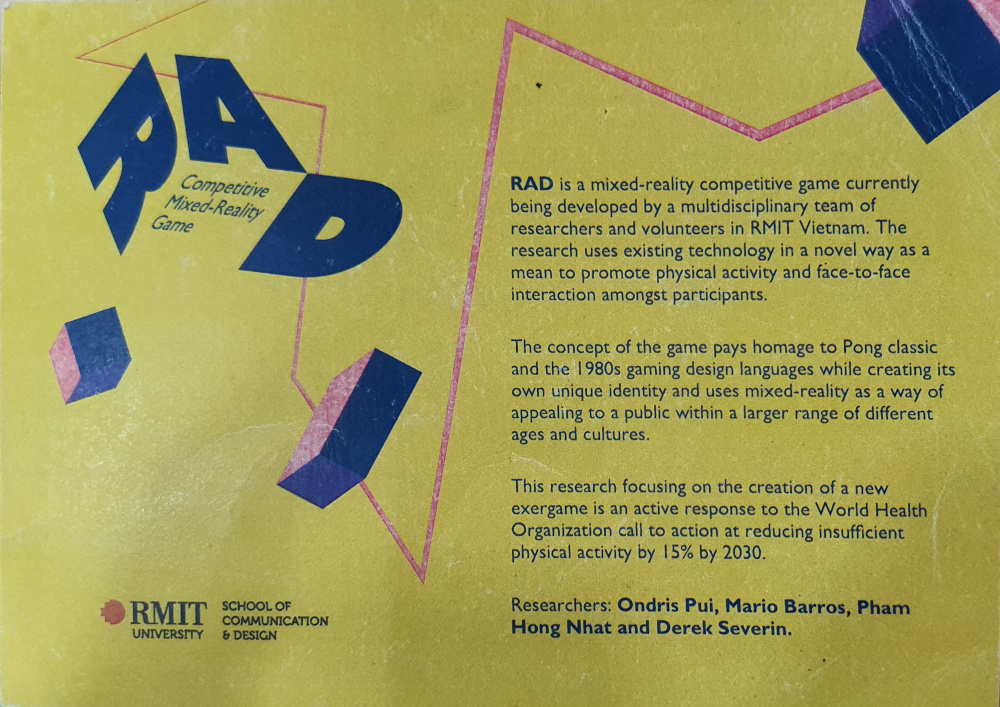 RAD
Competitive
Mixed-Reality
Game
RAD is a mixed-reality competitive game currently
being developed by a multidisciplinary team of
researchers and volunteers in RMIT Vietnam. The
research uses existing technology in a novel way as a
mean to promote physical activity and face-to-face
interaction amongst participants.
The concept of the game pays homage to Pong classic
and the 1980s gaming design languages while creating its
own unique identity and uses mixed-reality as a way of
appealing to a public within a larger range of different
ages and cultures.
This research focusing on the creation of a new
exergame is an active response to the World Health
Organization call to action at reducing insufficient
physical activity by 15% by 2030.
Researchers: Ondris Pui, Mario Barros, Pham
Hong Nhat and Derek Severin.
RMIT
UNIVERSITY
SCHOOL OF
COMMUNICATION
& DESIGN